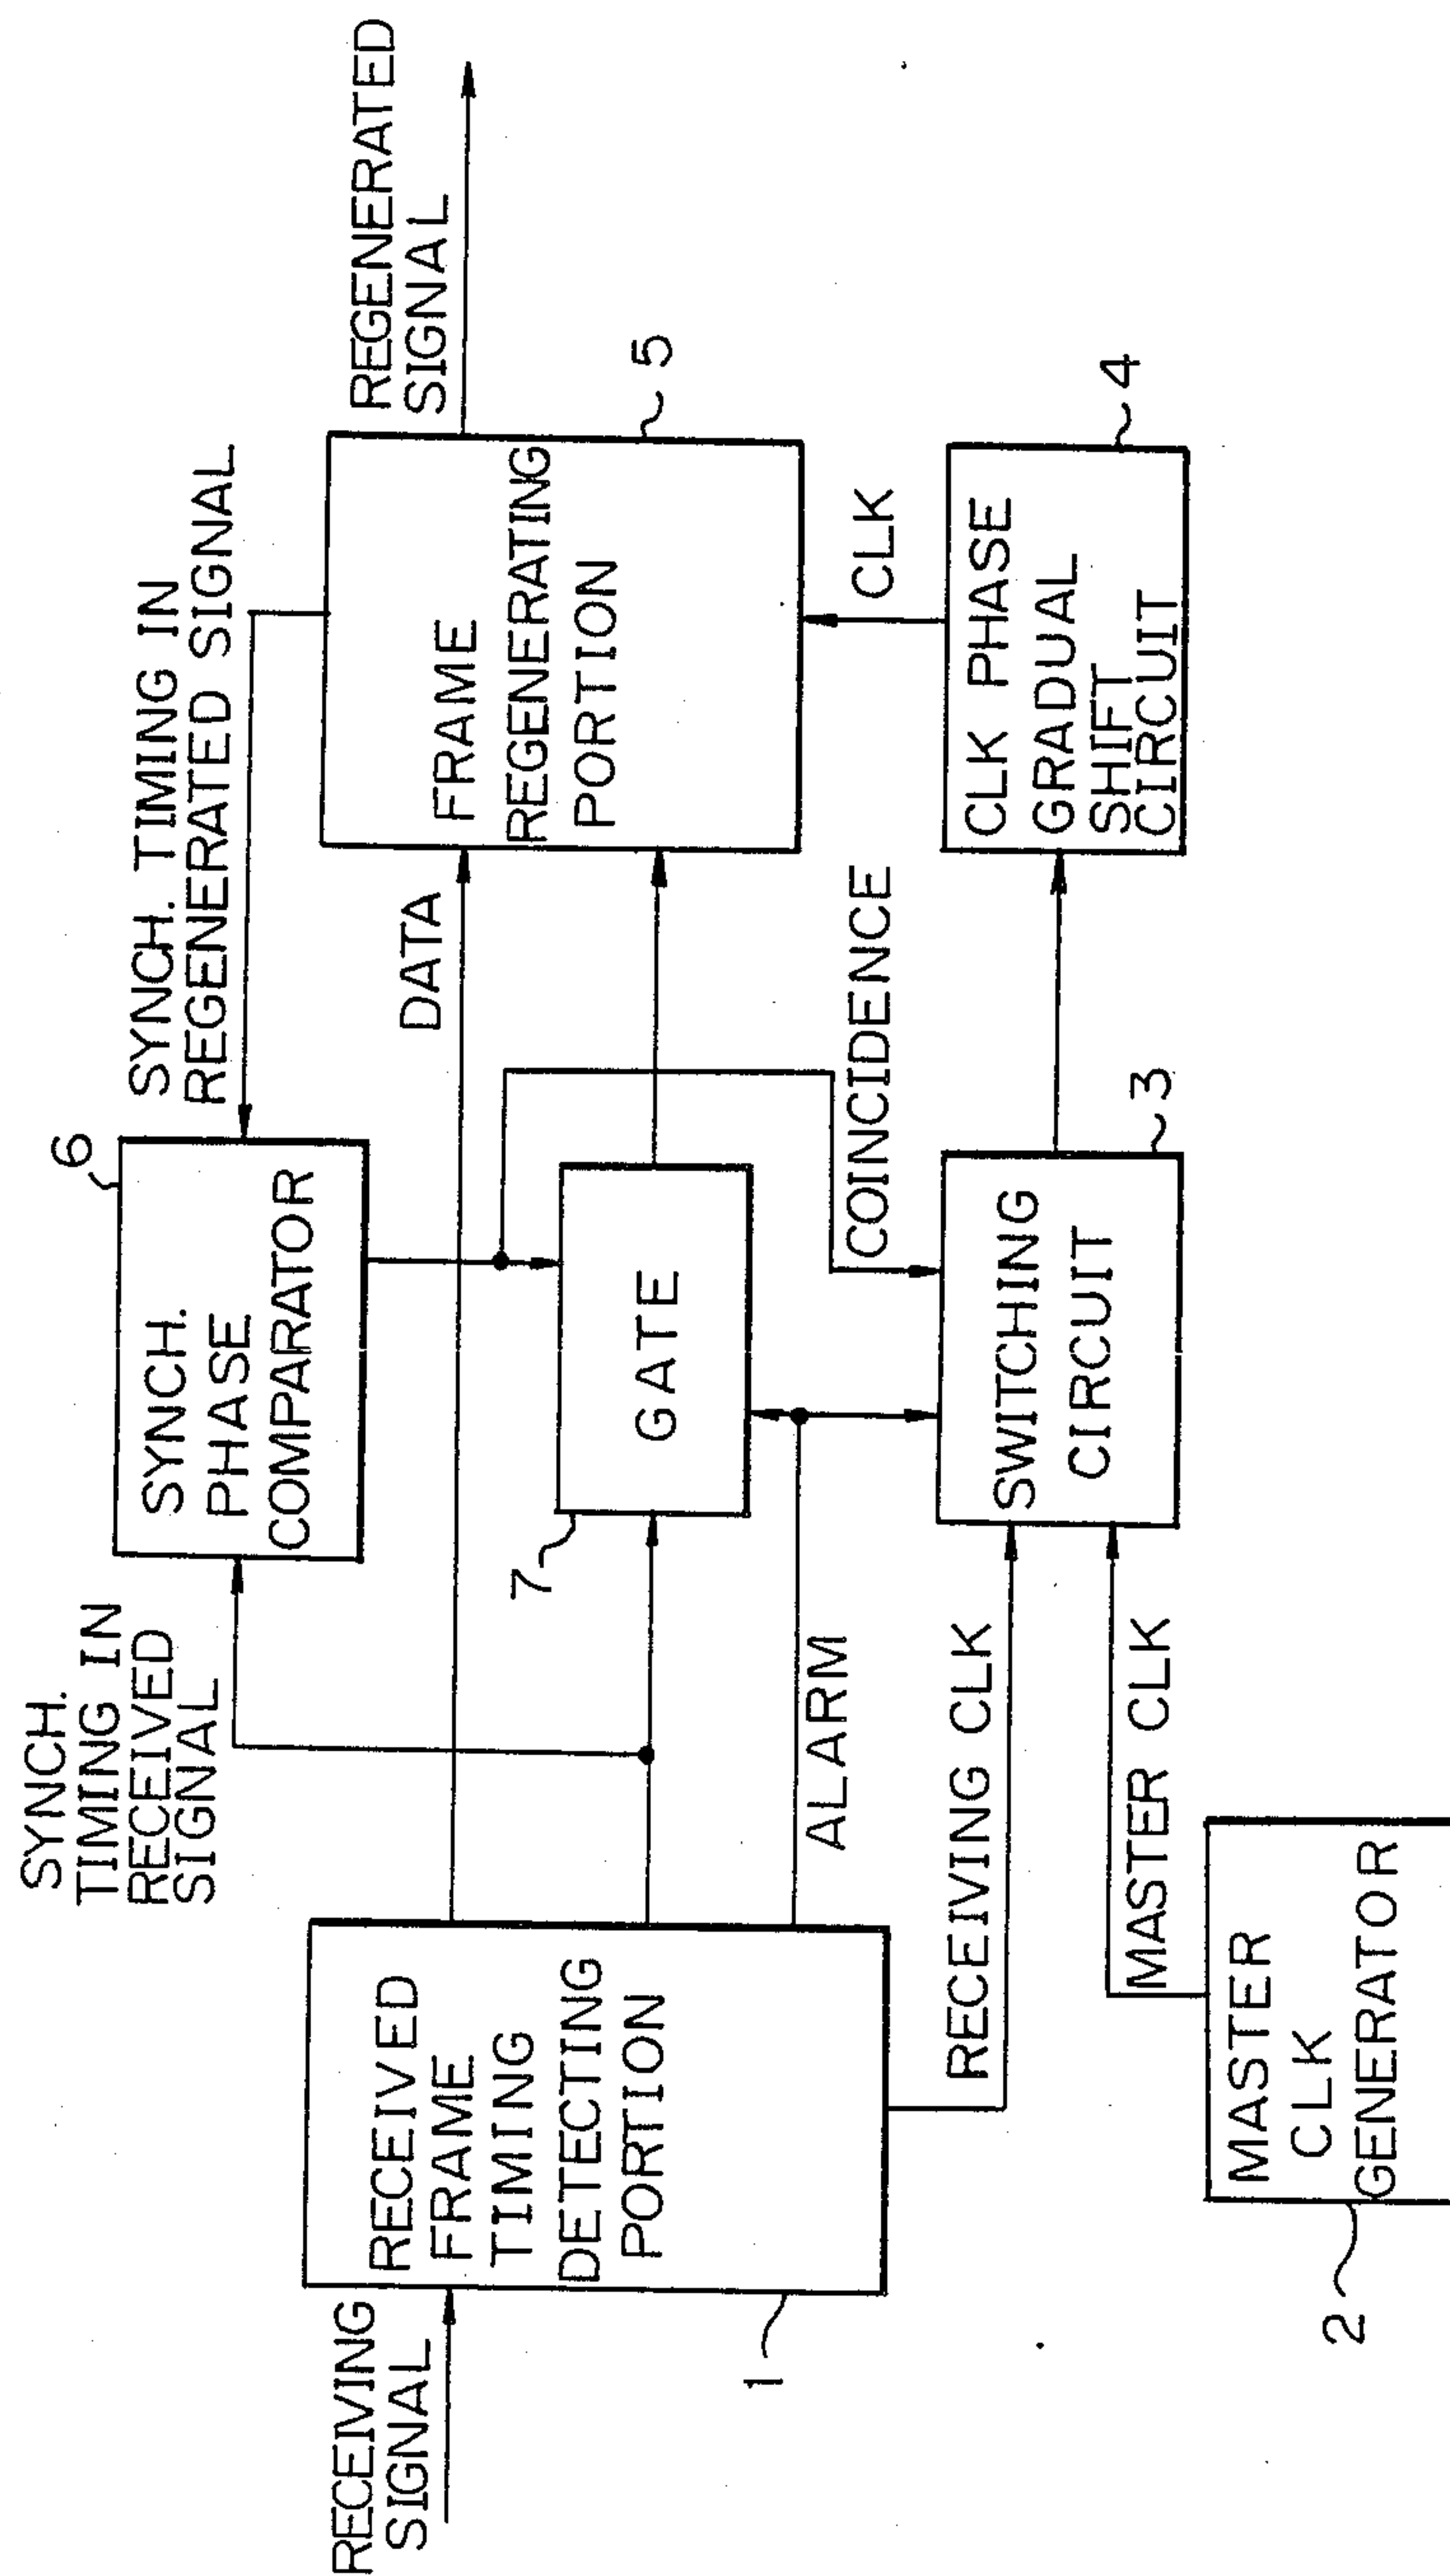 RECEIVING
SIGNAL
RECEIVED
FRAME
TIMING
DETECTING
PORTION
1
SYNCH.
TIMING IN
RECEIVED
SIGNAL
ALARM
RECEIVING CLK
MASTER CLK
MASTER
CLK
GENERATOR
2
6
SYNCH.
PHASE
COMPARATOR
7
GATE
SWITCHING
CIRCUIT
3
COINCIDENCE
DATA
SYNCH. TIMING IN
REGENERATED SIGNAL
FRAME
REGENERATING
PORTION
5
CLK
CLK PHASE
GRADUAL
SHIFT
CIRCUIT
4
REGENERATED
SIGNAL